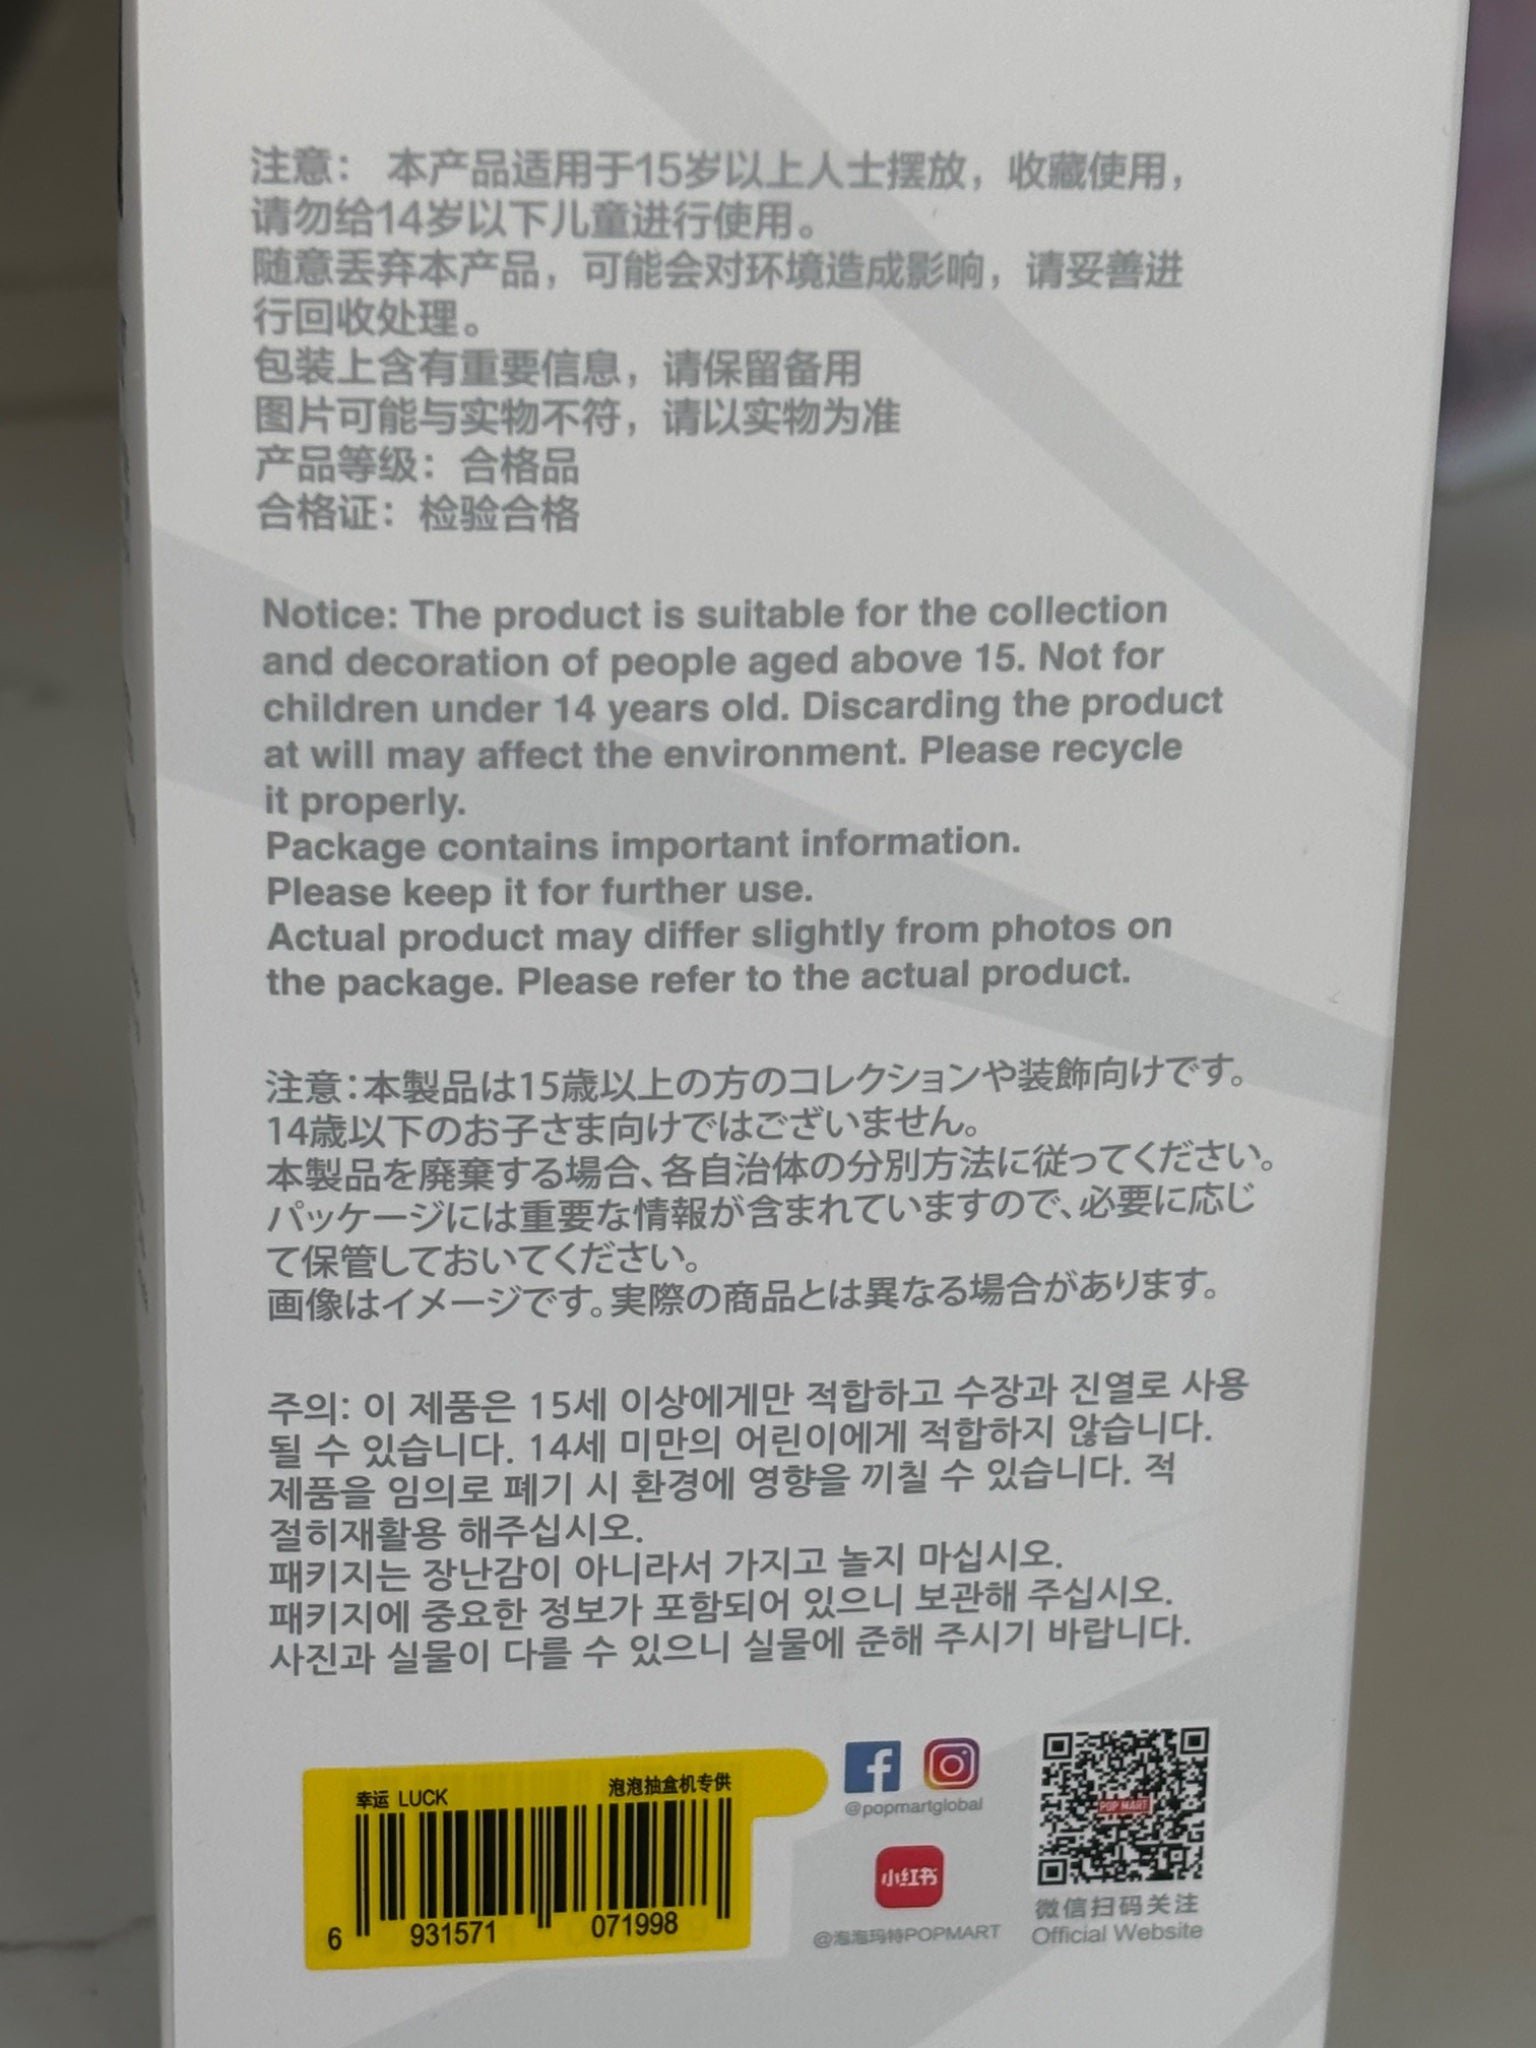 注意： 本产品适用于15岁以上人士摆放，收藏使用，
请勿给14岁以下儿童进行使用。
随意丢弃本产品，可能会对环境造成影响，请妥善进
行回收处理。
包装上含有重要信息，请保留备用
图片可能与实物不符，请以实物为准
产品等级：合格品
合格证：检验合格
Notice: The product is suitable for the collection
and decoration of people aged above 15. Not for
children under 14 years old. Discarding the product
at will may affect the environment. Please recycle
it properly.
Package contains important information.
Please keep it for further use.
Actual product may differ slightly from photos on
the package. Please refer to the actual product.
注意：本製品は15歳以上の方のコレクションや装飾向けです。
14歳以下のお子さま向けではございません。
本製品を廃棄する場合、各自治体の分別方法に従ってください。
パッケージには重要な情報が含まれていますので、必要に応じ
て保管しておいてください。
画像はイメージです。実際の商品とは異なる場合があります。
주의: 이 제품은 15세 이상에게만 적합하고 수장과 진열로 사용
될 수 있습니다. 14세 미만의 어린이에게 적합하지 않습니다.
제품을 임의로 폐기 시 환경에 영향을 끼칠 수 있습니다. 적
절히재활용 해주십시오.
패키지는 장난감이 아니라서 가지고 놀지 마십시오.
패키지에 중요한 정보가 포함되어 있으니 보관해 주십시오.
사진과 실물이 다를 수 있으니 실물에 준해 주시기 바랍니다.
幸运 LUCK 泡泡抽盒机专供
6 931571 071998
@popmartglobal
小红书
@泡泡玛特POPMART
POP MART
微信扫码关注
Official Website